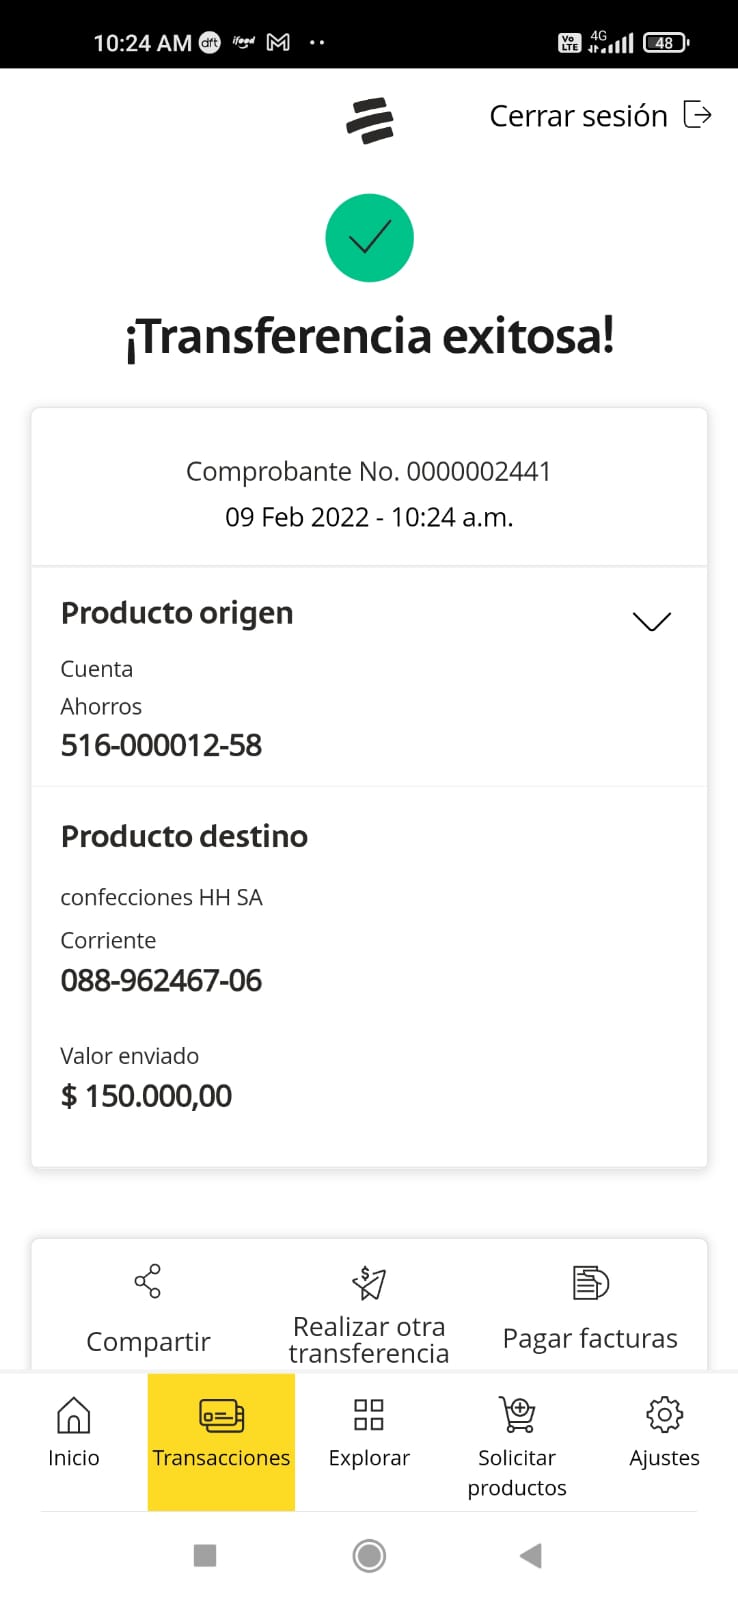 10:24 AM dft ifood M ··
Vo LTE 4G 48
Cerrar sesión
¡Transferencia exitosa!
Comprobante No. 0000002441
09 Feb 2022 - 10:24 a.m.
Producto origen
Cuenta
Ahorros
516-000012-58
Producto destino
confecciones HH SA
Corriente
088-962467-06
Valor enviado
$ 150.000,00
Compartir
Realizar otra
transferencia
Pagar facturas
Inicio
Transacciones
Explorar
Solicitar
productos
Ajustes